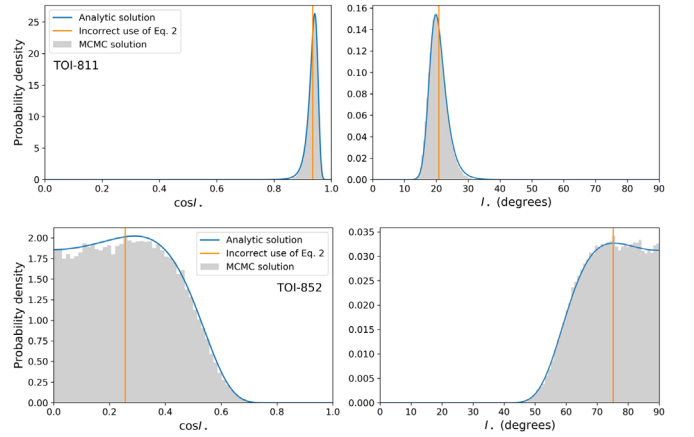 Analytic solution
Incorrect use of Eq. 2
MCMC solution
TOI-811
Probability density
25
20
15
10
5
0
0.0 0.2 0.4 0.6 0.8 1.0
cosI⋆
0.16
0.14
0.12
0.10
0.08
0.06
0.04
0.02
0.00
0 10 20 30 40 50 60 70 80 90
I⋆ (degrees)
Analytic solution
Incorrect use of Eq. 2
MCMC solution
TOI-852
Probability density
2.00
1.75
1.50
1.25
1.00
0.75
0.50
0.25
0.00
0.0 0.2 0.4 0.6 0.8 1.0
cosI⋆
0.035
0.030
0.025
0.020
0.015
0.010
0.005
0.000
0 10 20 30 40 50 60 70 80 90
I⋆ (degrees)